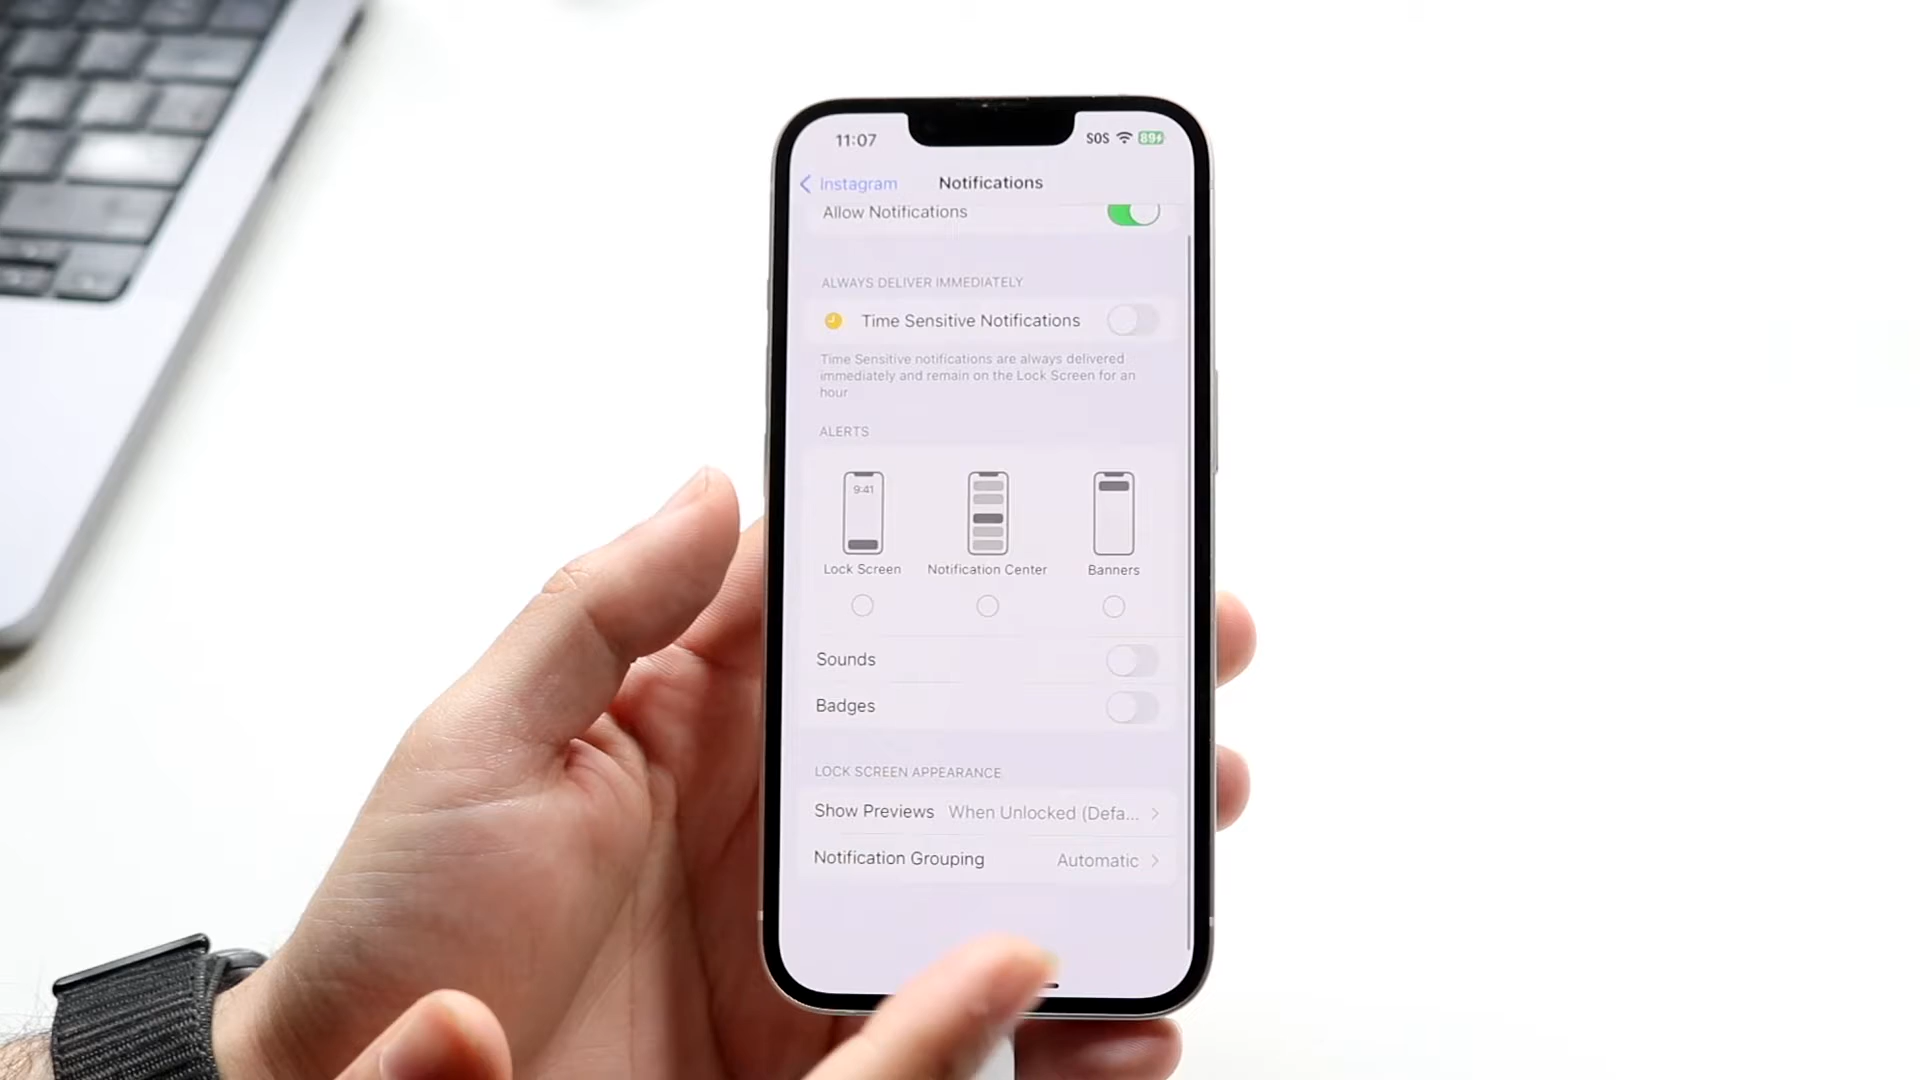 11:07 SOS 89
Instagram Notifications
Allow Notifications
ALWAYS DELIVER IMMEDIATELY
Time Sensitive Notifications
Time Sensitive notifications are always delivered
immediately and remain on the Lock Screen for an
hour
ALERTS
9:41
Lock Screen Notification Center Banners
Sounds
Badges
LOCK SCREEN APPEARANCE
Show Previews When Unlocked (Defa...
Notification Grouping Automatic